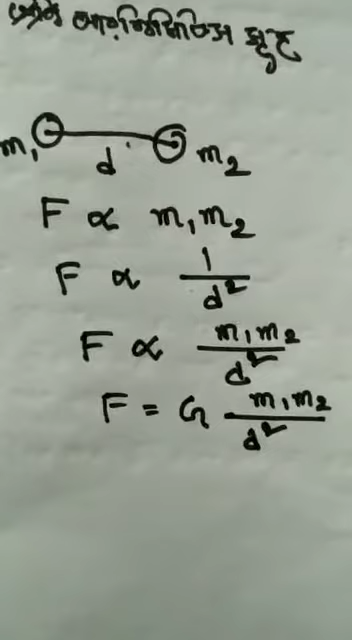 m₁ d m₂
F ∝ m₁m₂
F ∝ 1/d²
F ∝ m₁m₂/d²
F = G m₁m₂/d²